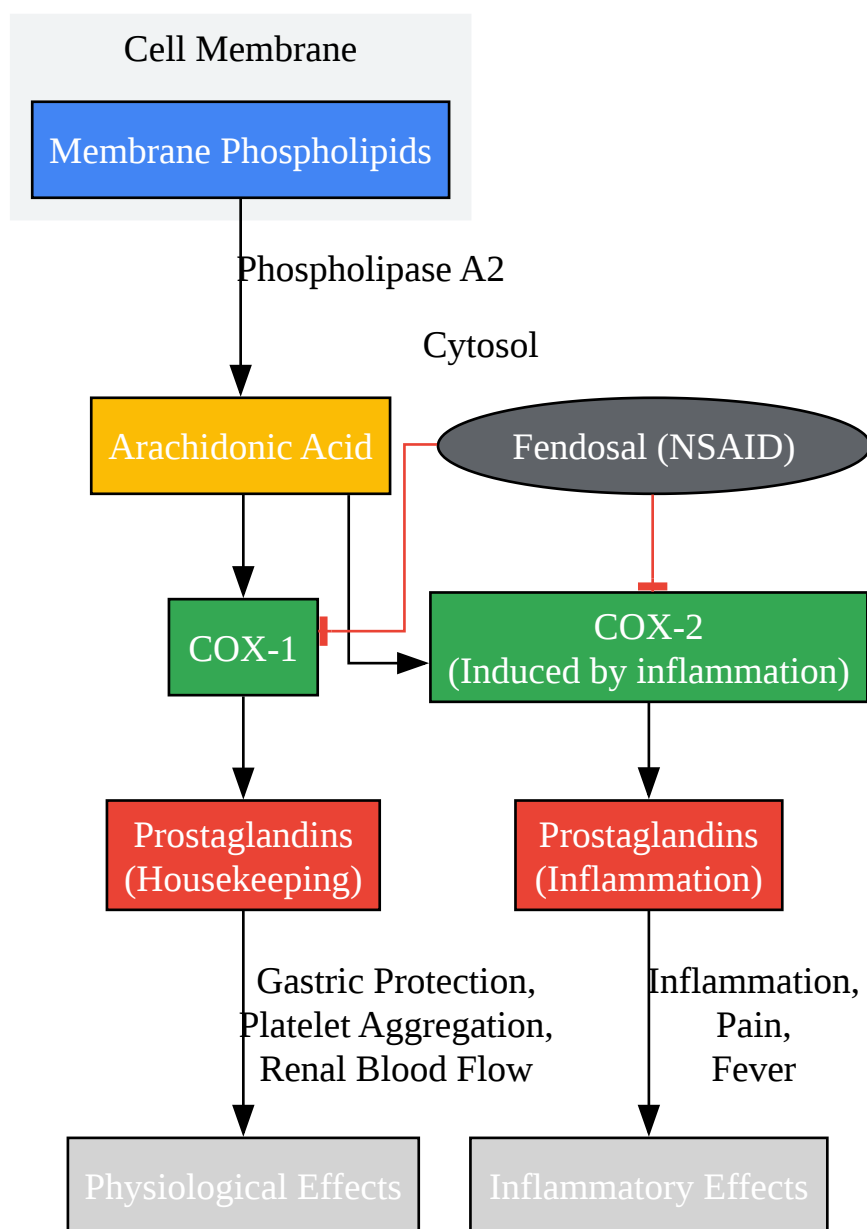 Cell Membrane
Membrane Phospholipids
Phospholipase A2
Cytosol
Arachidonic Acid
Fendosal (NSAID)
COX-1
COX-2
(Induced by inflammation)
Prostaglandins
(Housekeeping)
Prostaglandins
(Inflammation)
Gastric Protection,
Platelet Aggregation,
Renal Blood Flow
Inflammation,
Pain,
Fever
Physiological Effects
Inflammatory Effects